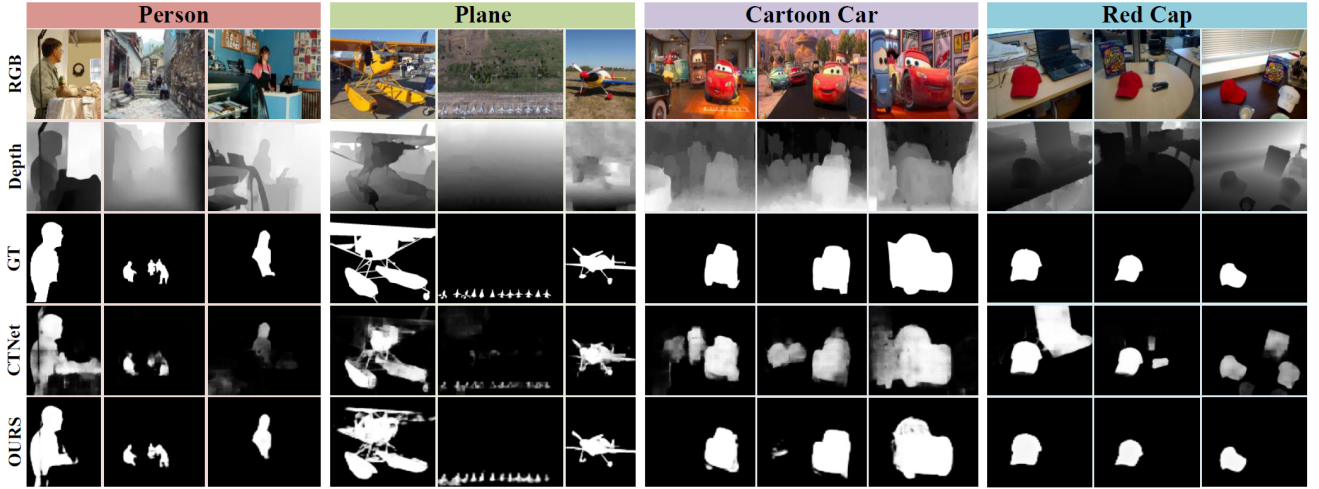 Person Plane Cartoon Car Red Cap
RGB
Depth
GT
CTNet
OURS